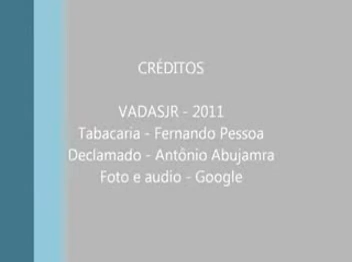 CRÉDITOS
VADASJR - 2011
Tabacaria - Fernando Pessoa
Declamado - Antônio Abujamra
Foto e audio - Google